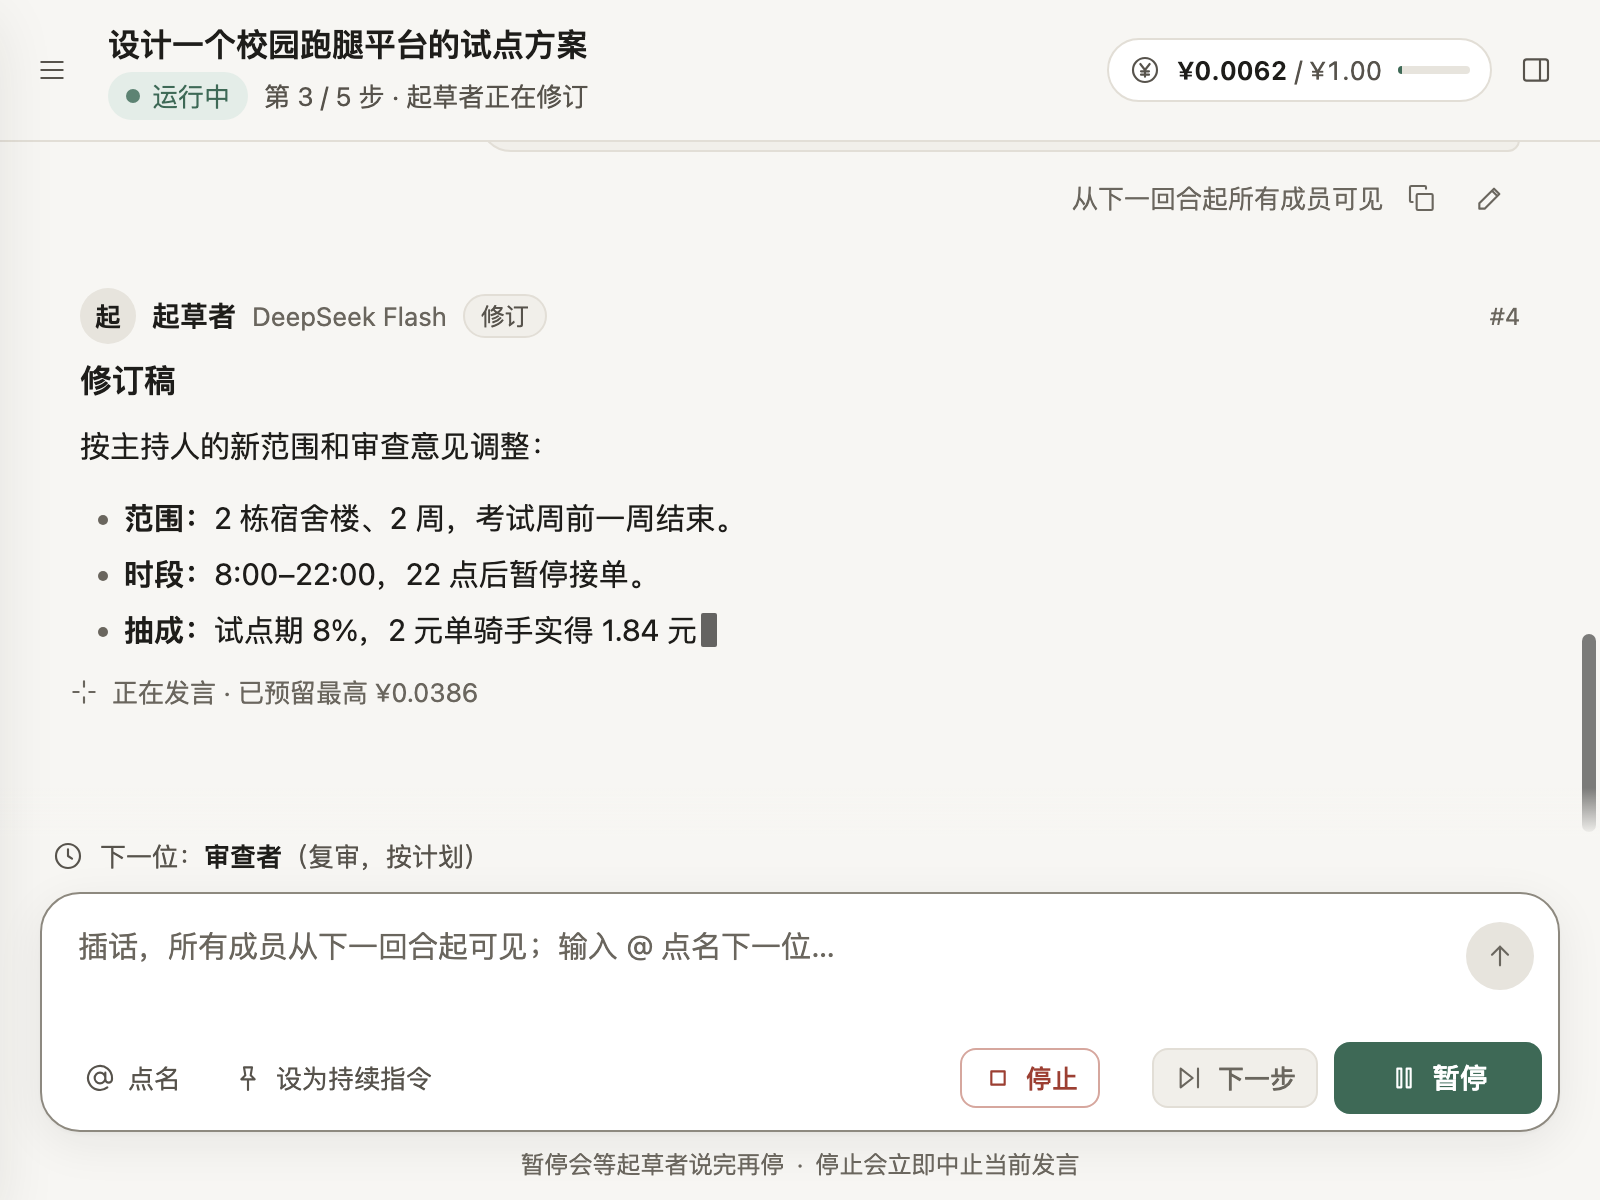 设计一个校园跑腿平台的试点方案
运行中 第 3 / 5 步 · 起草者正在修订
¥0.0062 / ¥1.00
从下一回合起所有成员可见
起 起草者 DeepSeek Flash 修订 #4
修订稿
按主持人的新范围和审查意见调整：
• 范围：2 栋宿舍楼、2 周，考试周前一周结束。
• 时段：8:00–22:00，22 点后暂停接单。
• 抽成：试点期 8%，2 元单骑手实得 1.84 元
正在发言 · 已预留最高 ¥0.0386
下一位：审查者（复审，按计划）
插话，所有成员从下一回合起可见；输入 @ 点名下一位...
点名 设为持续指令 停止 下一步 暂停
暂停会等起草者说完再停 · 停止会立即中止当前发言